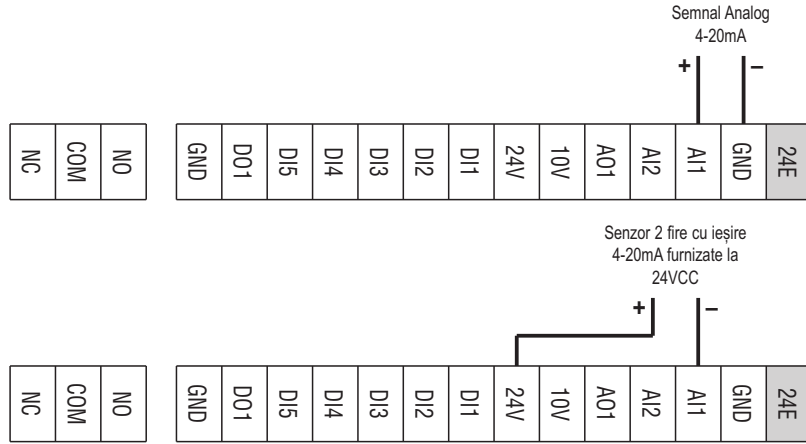 Semnal Analog
4-20mA
+ –
NC COM NO GND DO1 DI5 DI4 DI3 DI2 DI1 24V 10V AO1 AI2 AI1 GND 24E
Senzor 2 fire cu ieșire
4-20mA furnizate la
24VCC
+ –
NC COM NO GND DO1 DI5 DI4 DI3 DI2 DI1 24V 10V AO1 AI2 AI1 GND 24E